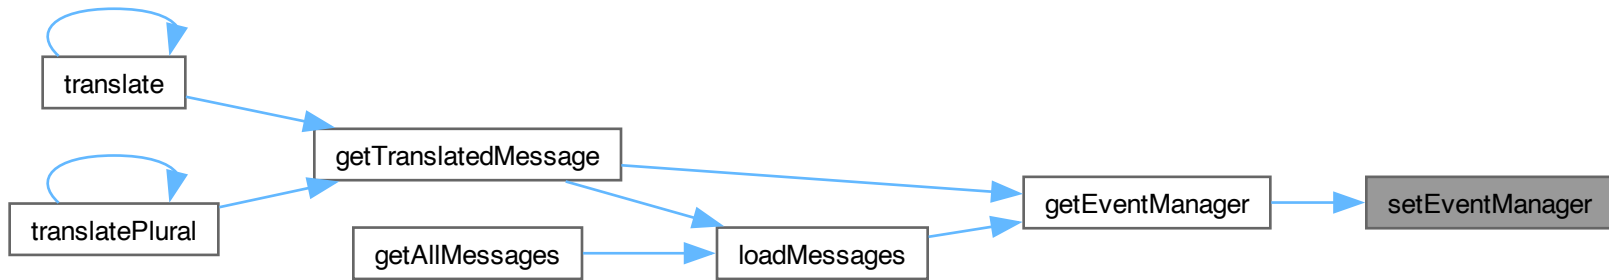 translate
getTranslatedMessage
translatePlural
getAllMessages
loadMessages
getEventManager
setEventManager